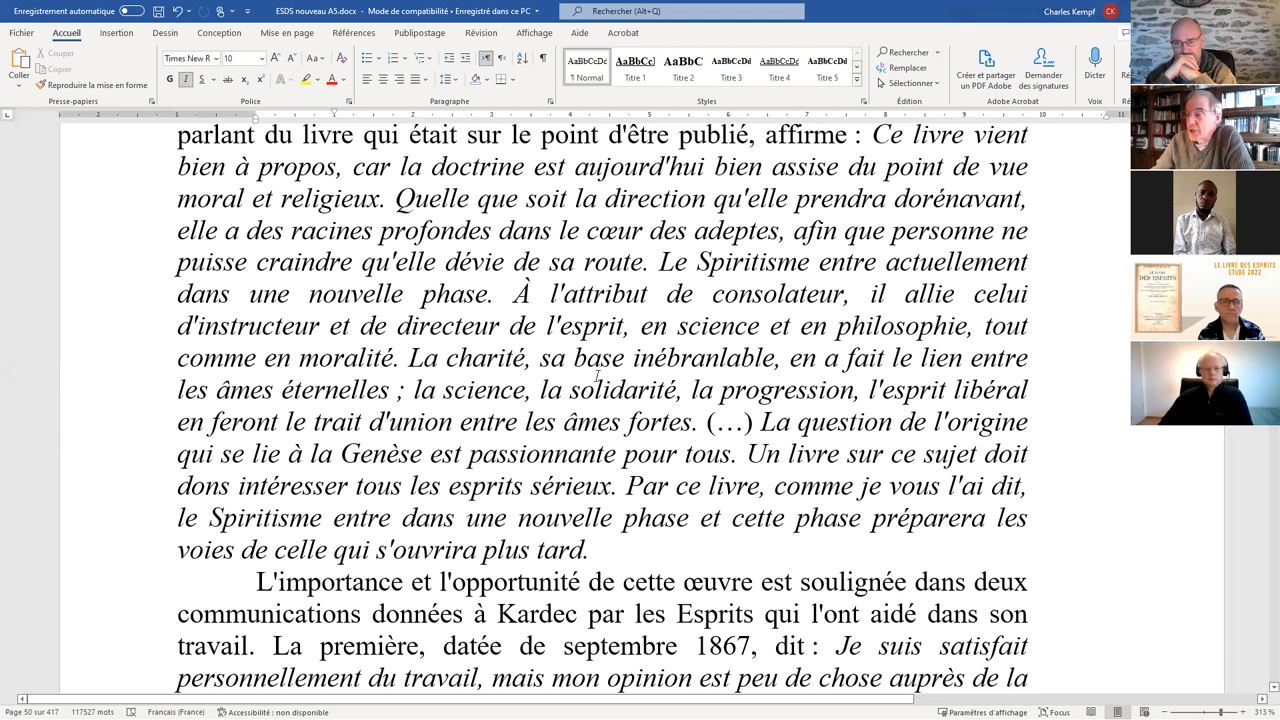 Enregistrement automatique
ESDS nouveau A5.docx - Mode de compatibilité • Enregistré dans ce PC
Rechercher (Alt+Q)
Charles Kempf
CK
Fichier
Accueil
Insertion
Dessin
Conception
Mise en page
Références
Publipostage
Révision
Affichage
Aide
Acrobat
Coller
Couper
Copier
Reproduire la mise en forme
Presse-papiers
Times New R
10
G I S ab x₂ x²
Police
Paragraphe
AaBbCcDc
¶ Normal
AaBbCcI
Titre 1
AaBbC
Titre 2
AaBbCcDd
Titre 3
AaBbCcDd
Titre 4
AaBbCcDd
Titre 5
Styles
Rechercher
Remplacer
Sélectionner
Édition
Créer et partager un PDF Adobe
Demander des signatures
Adobe Acrobat
Dicter
Voix
parlant du livre qui était sur le point d'être publié, affirme : Ce livre vient
bien à propos, car la doctrine est aujourd'hui bien assise du point de vue
moral et religieux. Quelle que soit la direction qu'elle prendra dorénavant,
elle a des racines profondes dans le cœur des adeptes, afin que personne ne
puisse craindre qu'elle dévie de sa route. Le Spiritisme entre actuellement
dans une nouvelle phase. À l'attribut de consolateur, il allie celui
d'instructeur et de directeur de l'esprit, en science et en philosophie, tout
comme en moralité. La charité, sa base inébranlable, en a fait le lien entre
les âmes éternelles ; la science, la solidarité, la progression, l'esprit libéral
en feront le trait d'union entre les âmes fortes. (…) La question de l'origine
qui se lie à la Genèse est passionnante pour tous. Un livre sur ce sujet doit
dons intéresser tous les esprits sérieux. Par ce livre, comme je vous l'ai dit,
le Spiritisme entre dans une nouvelle phase et cette phase préparera les
voies de celle qui s'ouvrira plus tard.
L'importance et l'opportunité de cette œuvre est soulignée dans deux
communications données à Kardec par les Esprits qui l'ont aidé dans son
travail. La première, datée de septembre 1867, dit : Je suis satisfait
personnellement du travail, mais mon opinion est peu de chose auprès de la
LE LIVRE DES ESPRITS
ETUDE 2022
DES ESPRITS
Page 50 sur 417
117527 mots
Français (France)
Accessibilité : non disponible
Paramètres d'affichage
Focus
313 %